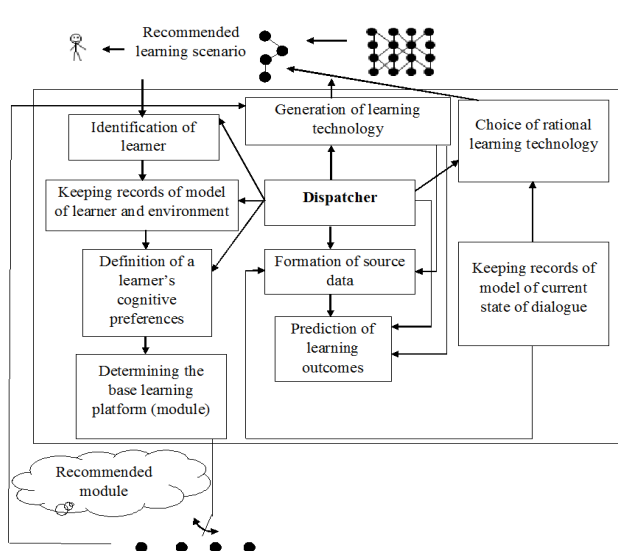 Recommended
learning scenario
Generation of learning
technology
Choice of rational
learning technology
Identification of
learner
Keeping records of model
of learner and environment
Dispatcher
Definition of a
learner's
cognitive
preferences
Formation of source
data
Keeping records of
model of current
state of dialogue
Prediction of
learning
outcomes
Determining the
base learning
platform (module)
Recommended
module